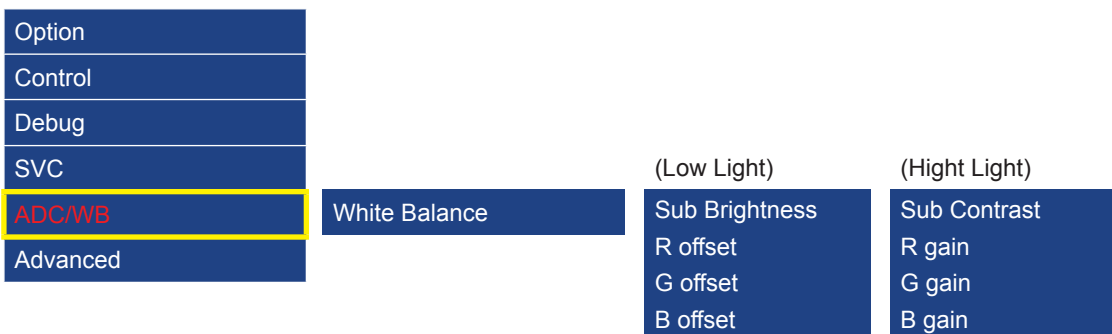 Option
Control
Debug
SVC
ADC/WB
Advanced
White Balance
(Low Light)
Sub Brightness
R offset
G offset
B offset
(Hight Light)
Sub Contrast
R gain
G gain
B gain